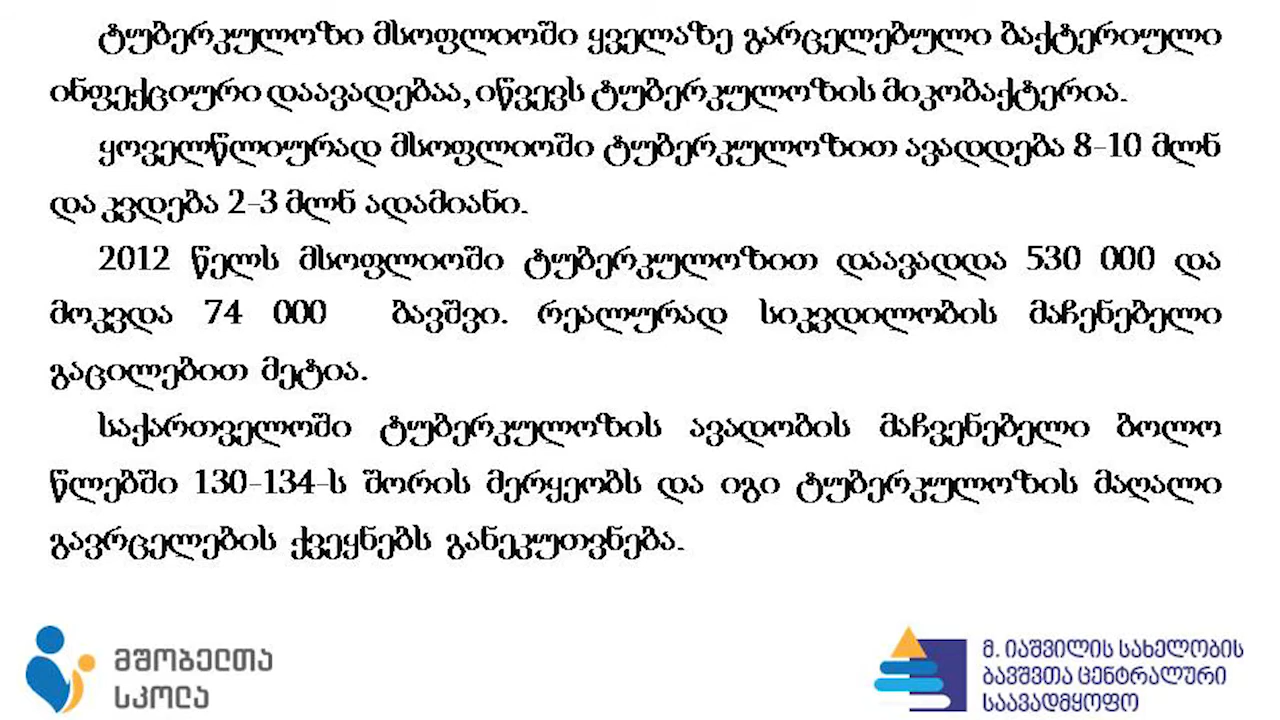 ტუბერკულოზი მსოფლიოში ყველაზე გარცელებული ბაქტერიული
ინფექციური დაავადებაა, იწვევს ტუბერკულოზის მიკობაქტერია.
ყოველწლიურად მსოფლიოში ტუბერკულოზით ავადდება 8-10 მლნ
და კვდება 2-3 მლნ ადამიანი.
2012 წელს მსოფლიოში ტუბერკულოზით დაავადდა 530 000 და
მოკვდა 74 000 ბავშვი. რეალურად სიკვდილობის მაჩენებელი
გაცილებით მეტია.
საქართველოში ტუბერკულოზის ავადობის მაჩვენებელი ბოლო
წლებში 130-134-ს შორის მერყეობს და იგი ტუბერკულოზის მაღალი
გავრცელების ქვეყნებს განეკუთვნება.
მშობელთა
სკოლა
მ. იაშვილის სახელობის
ბავშვთა ცენტრალური
საავადმყოფო